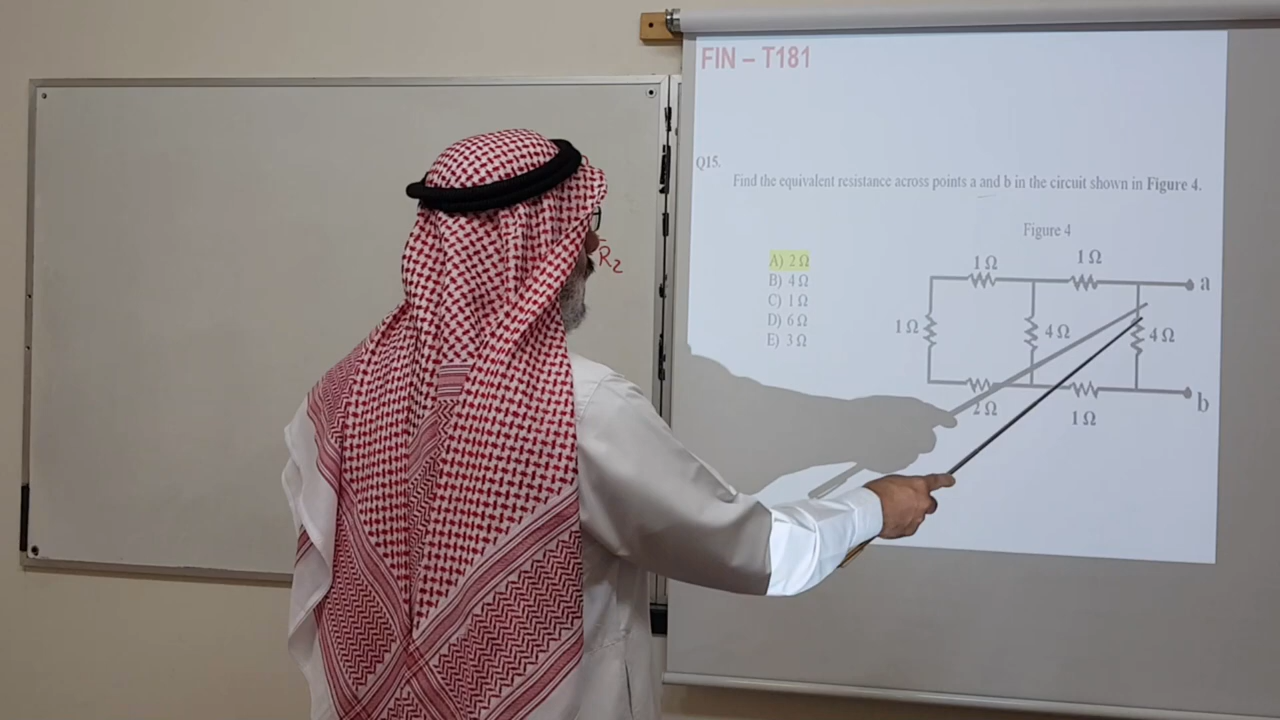 FIN – T181
Q15.
Find the equivalent resistance across points a and b in the circuit shown in Figure 4.
Figure 4
A) 2 Ω
B) 4 Ω
C) 1 Ω
D) 6 Ω
E) 3 Ω
1 Ω
1 Ω
a
1 Ω
4 Ω
4 Ω
2 Ω
1 Ω
b
R2